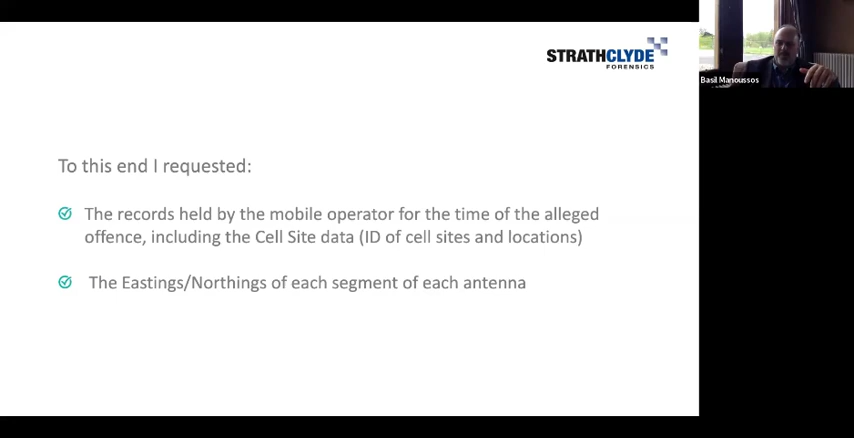 STRATHCLYDE
FORENSICS
Basil Manoussos
To this end I requested:
The records held by the mobile operator for the time of the alleged
offence, including the Cell Site data (ID of cell sites and locations)
The Eastings/Northings of each segment of each antenna